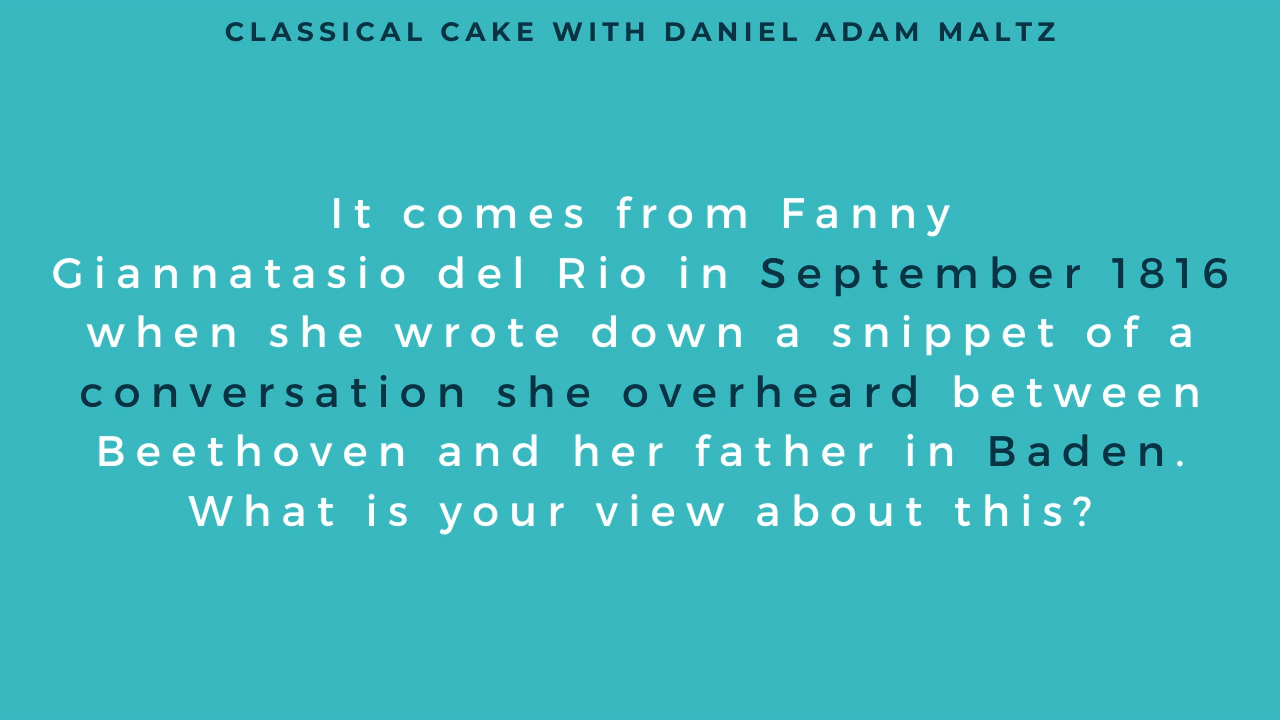 CLASSICAL CAKE WITH DANIEL ADAM MALTZ
It comes from Fanny
Giannatasio del Rio in September 1816
when she wrote down a snippet of a
conversation she overheard between
Beethoven and her father in Baden.
What is your view about this?